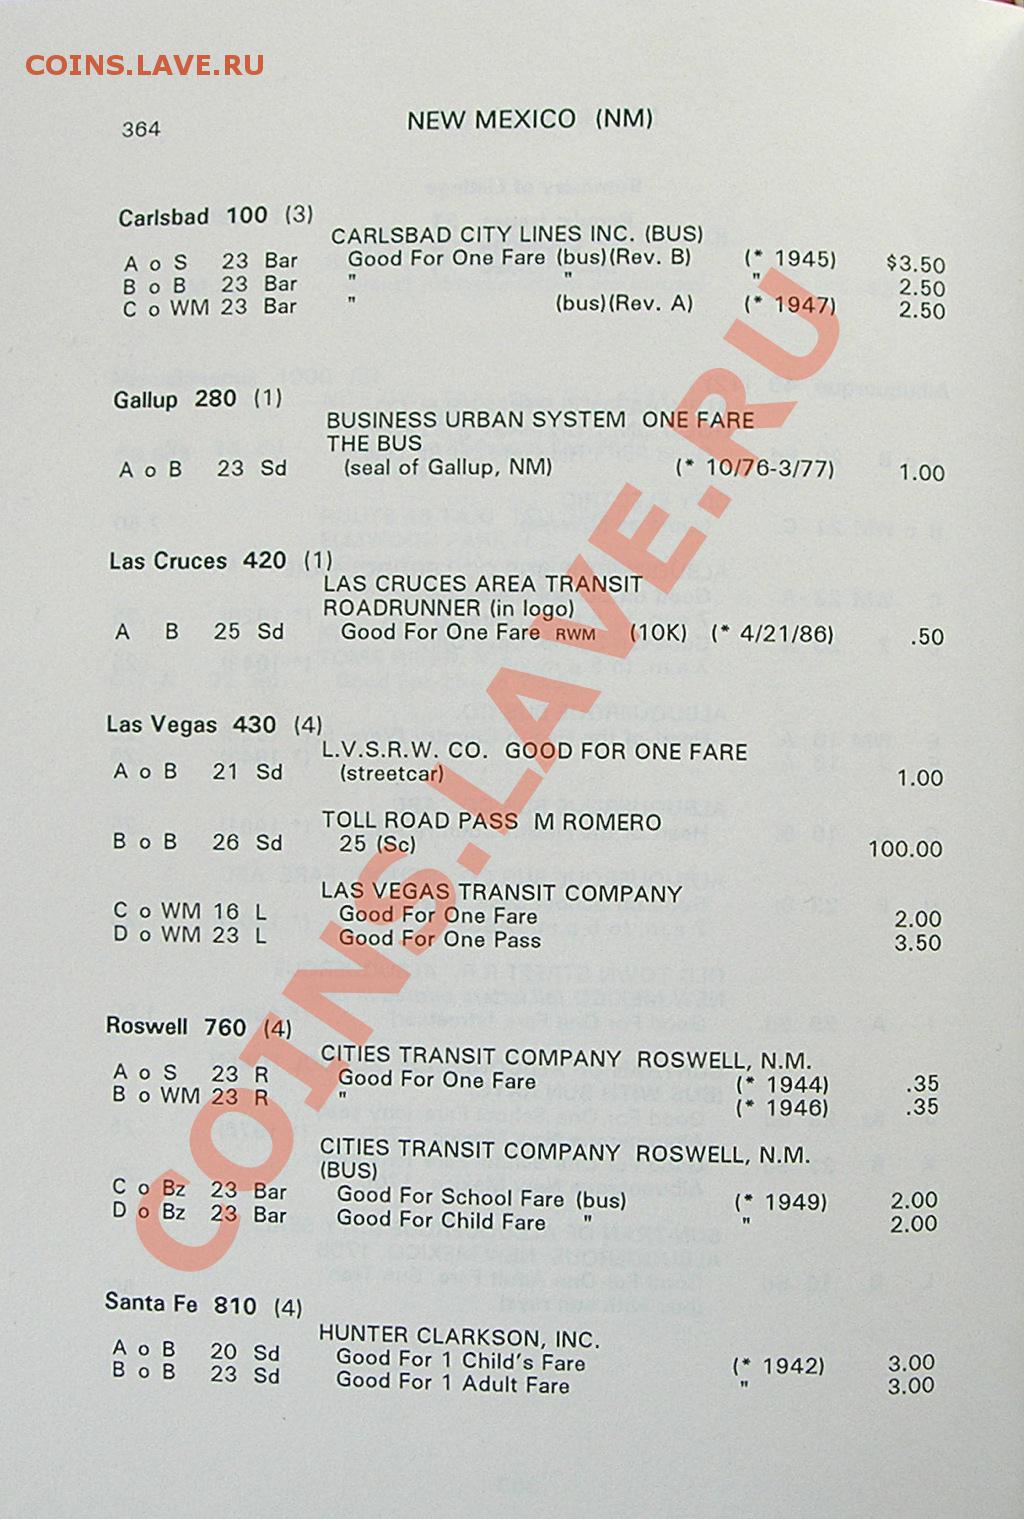 COINS.LAVE.RU
364 NEW MEXICO (NM)
Carlsbad 100 (3)
CARLSBAD CITY LINES INC. (BUS)
A o S 23 Bar Good For One Fare (bus)(Rev. B) (* 1945) $3.50
B o B 23 Bar " " " 2.50
C o WM 23 Bar " (bus)(Rev. A) (* 1947) 2.50
Gallup 280 (1)
BUSINESS URBAN SYSTEM ONE FARE
THE BUS
A o B 23 Sd (seal of Gallup, NM) (* 10/76-3/77) 1.00
Las Cruces 420 (1)
LAS CRUCES AREA TRANSIT
ROADRUNNER (in logo)
A B 25 Sd Good For One Fare RWM (10K) (* 4/21/86) .50
Las Vegas 430 (4)
L.V.S.R.W. CO. GOOD FOR ONE FARE
A o B 21 Sd (streetcar) 1.00
TOLL ROAD PASS M ROMERO
B o B 26 Sd 25 (Sc) 100.00
LAS VEGAS TRANSIT COMPANY
C o WM 16 L Good For One Fare 2.00
D o WM 23 L Good For One Pass 3.50
Roswell 760 (4)
CITIES TRANSIT COMPANY ROSWELL, N.M.
A o S 23 R Good For One Fare (* 1944) .35
B o WM 23 R " (* 1946) .35
CITIES TRANSIT COMPANY ROSWELL, N.M.
(BUS)
C o Bz 23 Bar Good For School Fare (bus) (* 1949) 2.00
D o Bz 23 Bar Good For Child Fare " " 2.00
Santa Fe 810 (4)
HUNTER CLARKSON, INC.
A o B 20 Sd Good For 1 Child's Fare (* 1942) 3.00
B o B 23 Sd Good For 1 Adult Fare " 3.00
COINS.LAVE.RU